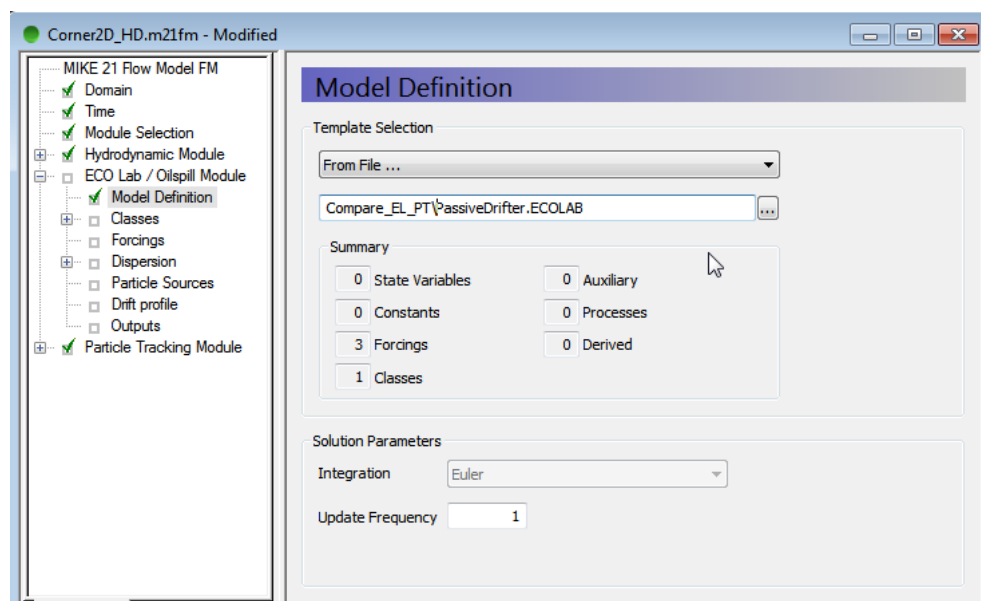 Corner2D_HD.m21fm - Modified
MIKE 21 Flow Model FM
Domain
Time
Module Selection
Hydrodynamic Module
ECO Lab / Oilspill Module
Model Definition
Classes
Forcings
Dispersion
Particle Sources
Drift profile
Outputs
Particle Tracking Module
Model Definition
Template Selection
From File ...
Compare_EL_PT\PassiveDrifter.ECOLAB
...
Summary
0 State Variables 0 Auxiliary
0 Constants 0 Processes
3 Forcings 0 Derived
1 Classes
Solution Parameters
Integration Euler
Update Frequency 1